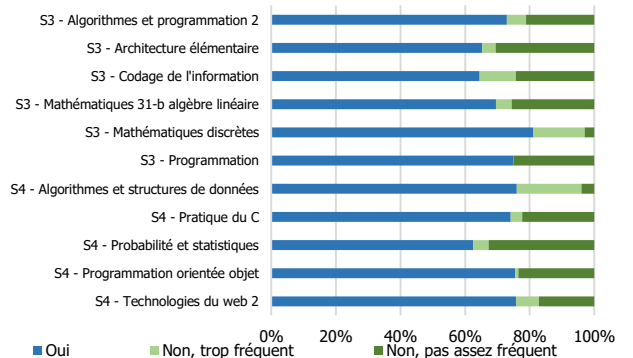 S3 - Algorithmes et programmation 2
S3 - Architecture élémentaire
S3 - Codage de l'information
S3 - Mathématiques 31-b algèbre linéaire
S3 - Mathématiques discrètes
S3 - Programmation
S4 - Algorithmes et structures de données
S4 - Pratique du C
S4 - Probabilité et statistiques
S4 - Programmation orientée objet
S4 - Technologies du web 2
0% 20% 40% 60% 80% 100%
Oui Non, trop fréquent Non, pas assez fréquent